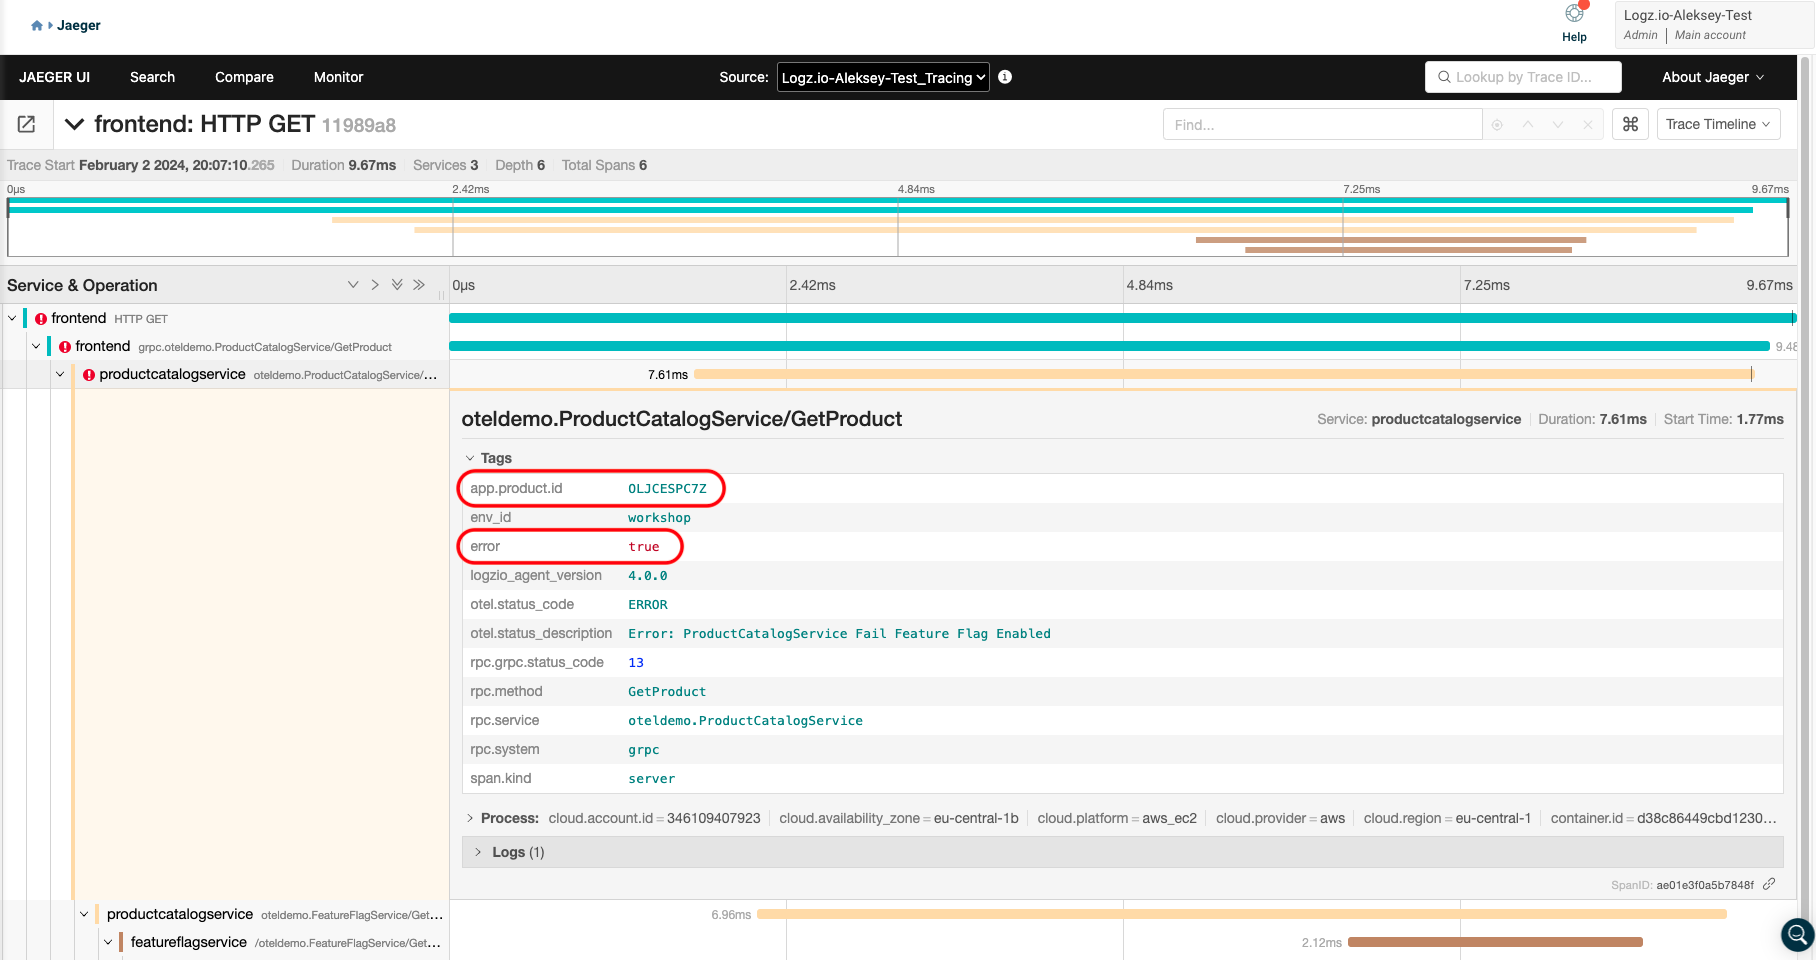 Jaeger
Help
Logz.io-Aleksey-Test
Admin | Main account
JAEGER UI Search Compare Monitor Source: Logz.io-Aleksey-Test_Tracing Lookup by Trace ID... About Jaeger
frontend: HTTP GET 11989a8 Find... ⌘ Trace Timeline
Trace Start February 2 2024, 20:07:10.265 Duration 9.67ms Services 3 Depth 6 Total Spans 6
0μs 2.42ms 4.84ms 7.25ms 9.67ms
Service & Operation 0μs 2.42ms 4.84ms 7.25ms 9.67ms
frontend HTTP GET
frontend grpc.oteldemo.ProductCatalogService/GetProduct 9.48
productcatalogservice oteldemo.ProductCatalogService/... 7.61ms
oteldemo.ProductCatalogService/GetProduct Service: productcatalogservice Duration: 7.61ms Start Time: 1.77ms
Tags
app.product.id OLJCESPC7Z
env_id workshop
error true
logzio_agent_version 4.0.0
otel.status_code ERROR
otel.status_description Error: ProductCatalogService Fail Feature Flag Enabled
rpc.grpc.status_code 13
rpc.method GetProduct
rpc.service oteldemo.ProductCatalogService
rpc.system grpc
span.kind server
Process: cloud.account.id = 346109407923 cloud.availability_zone = eu-central-1b cloud.platform = aws_ec2 cloud.provider = aws cloud.region = eu-central-1 container.id = d38c86449cbd1230...
Logs (1)
SpanID: ae01e3f0a5b7848f
productcatalogservice oteldemo.FeatureFlagService/Get... 6.96ms
featureflagservice /oteldemo.FeatureFlagService/Get... 2.12ms